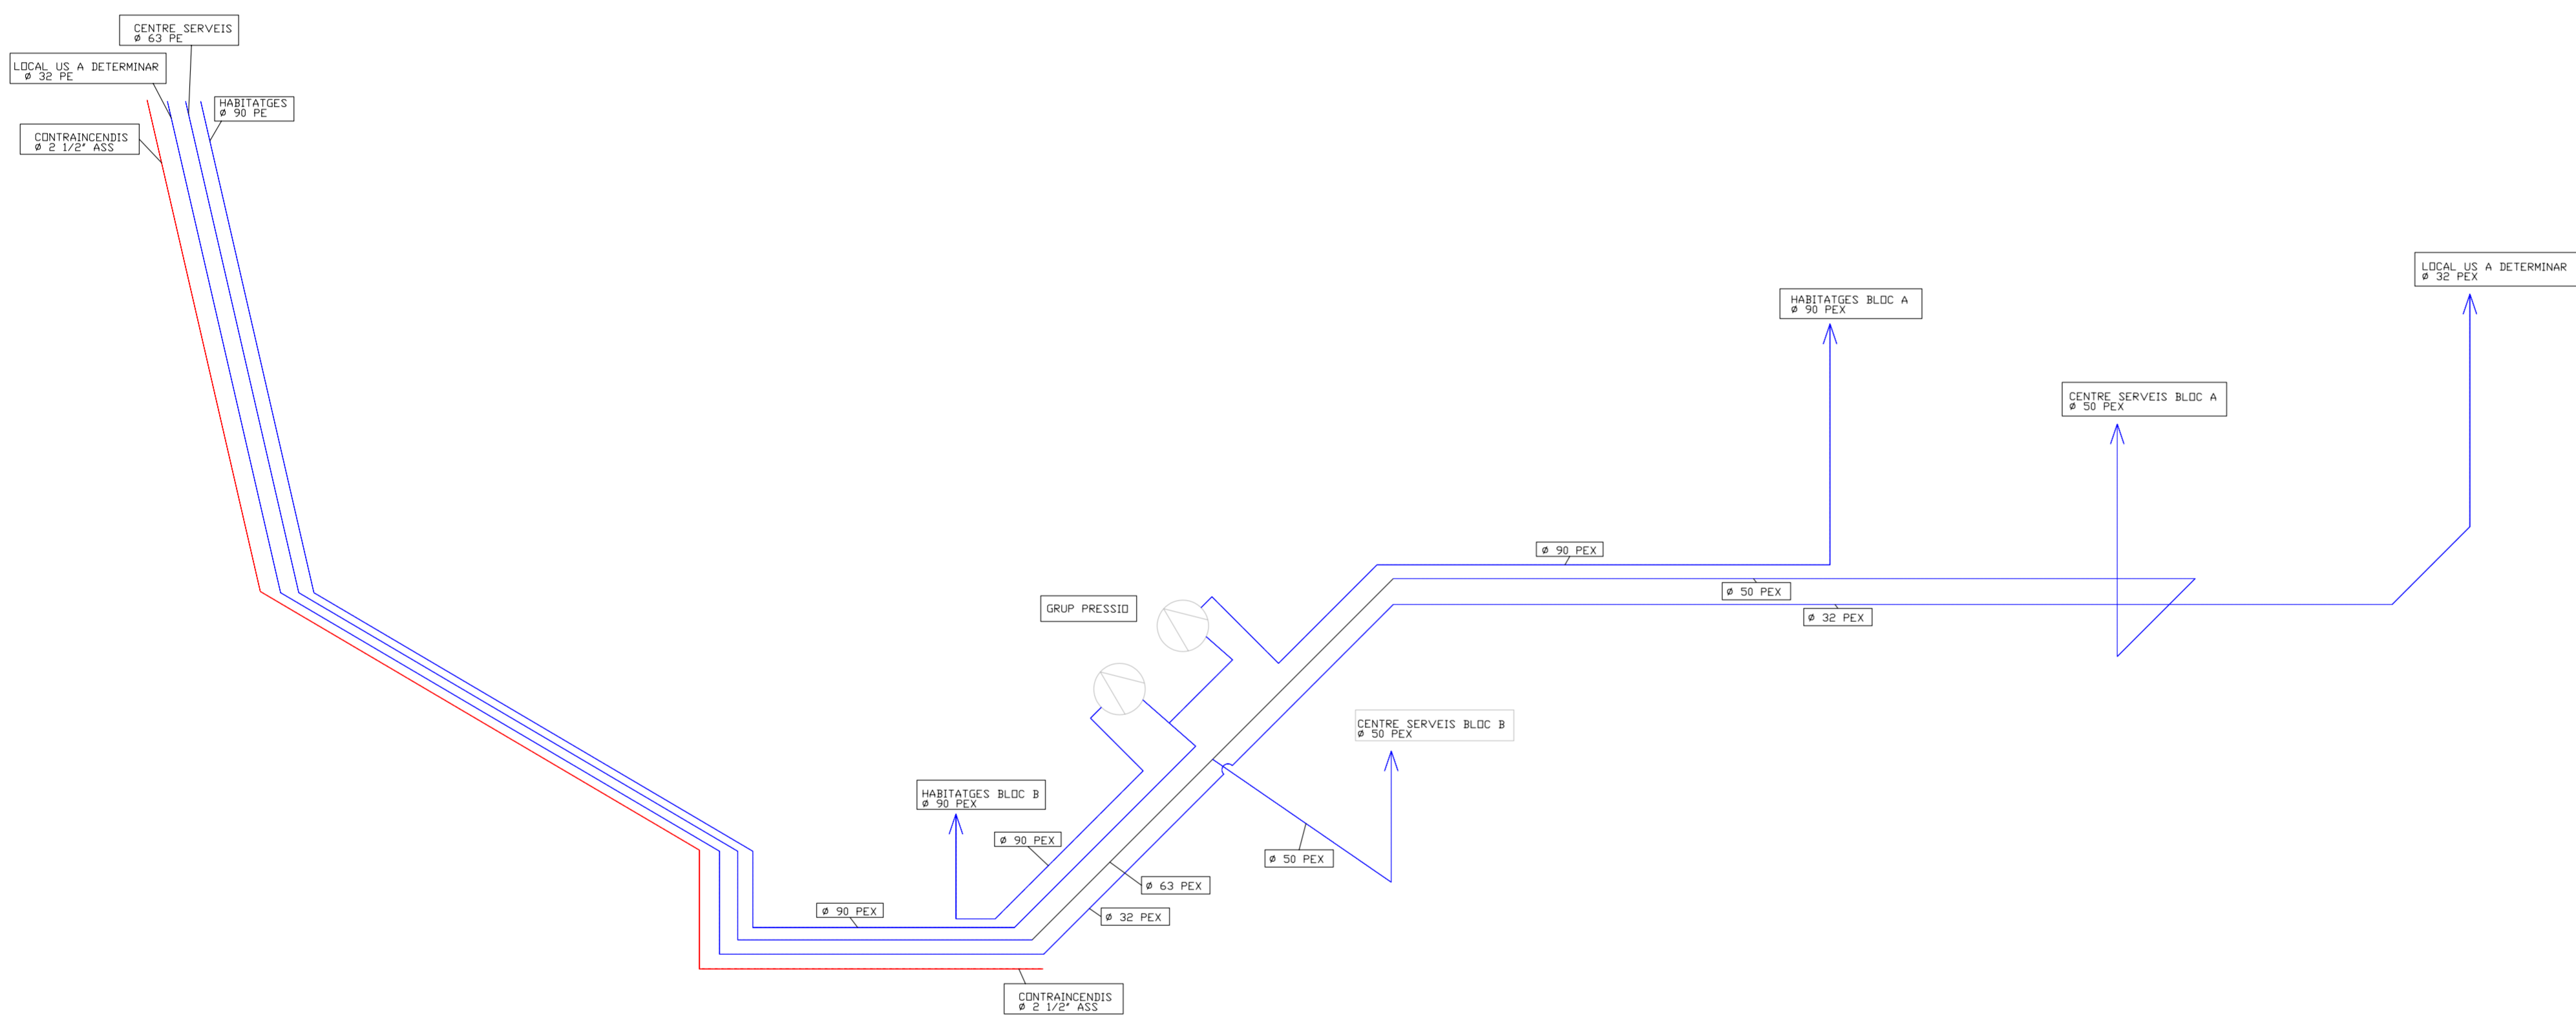 CENTRE SERVEIS
Ø 63 PE
LOCAL US A DETERMINAR
Ø 32 PE
HABITATGES
Ø 90 PE
CONTRAINCENDIS
Ø 2 1/2" ASS
LOCAL US A DETERMINAR
Ø 32 PEX
HABITATGES BLOC A
Ø 90 PEX
CENTRE SERVEIS BLOC A
Ø 50 PEX
Ø 90 PEX
Ø 50 PEX
GRUP PRESSIO
Ø 32 PEX
CENTRE SERVEIS BLOC B
Ø 50 PEX
HABITATGES BLOC B
Ø 90 PEX
Ø 90 PEX
Ø 50 PEX
Ø 63 PEX
Ø 90 PEX
Ø 32 PEX
CONTRAINCENDIS
Ø 2 1/2" ASS